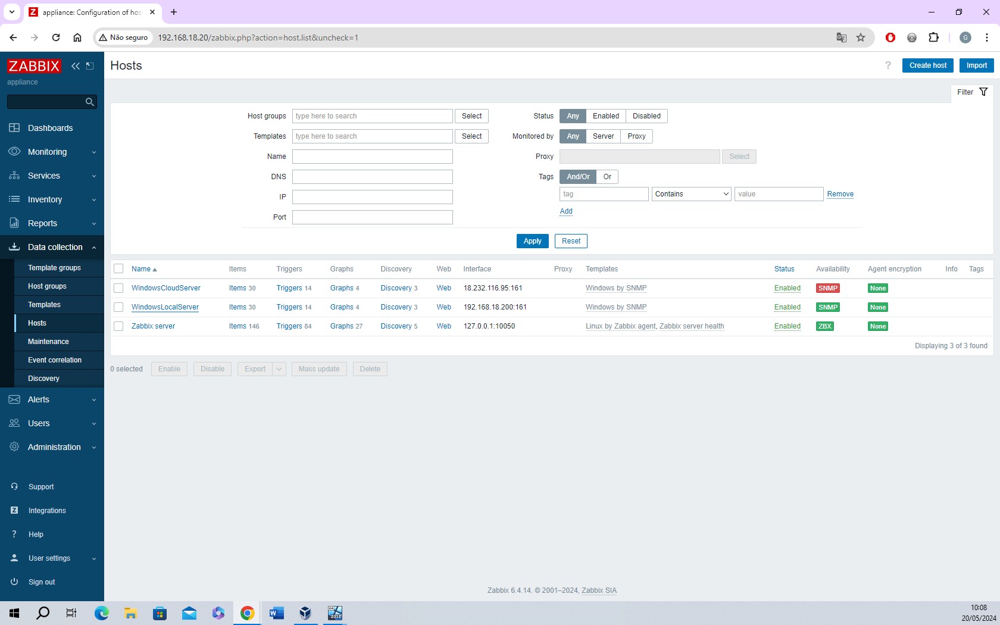 appliance: Configuration of hos
Não seguro
192.168.18.20/zabbix.php?action=host.list&uncheck=1
G
ZABBIX
appliance
Dashboards
Monitoring
Services
Inventory
Reports
Data collection
Template groups
Host groups
Templates
Hosts
Maintenance
Event correlation
Discovery
Alerts
Users
Administration
Support
Integrations
Help
User settings
Sign out
Hosts
? Create host Import
Filter
Host groups type here to search Select
Templates type here to search Select
Name
DNS
IP
Port
Status Any Enabled Disabled
Monitored by Any Server Proxy
Proxy Select
Tags And/Or Or
tag Contains value Remove
Add
Apply Reset
Name Items Triggers Graphs Discovery Web Interface Proxy Templates Status Availability Agent encryption Info Tags
WindowsCloudServer Items 30 Triggers 14 Graphs 4 Discovery 3 Web 18.232.116.95:161 Windows by SNMP Enabled SNMP None
WindowsLocalServer Items 30 Triggers 14 Graphs 4 Discovery 3 Web 192.168.18.200:161 Windows by SNMP Enabled SNMP None
Zabbix server Items 146 Triggers 84 Graphs 27 Discovery 5 Web 127.0.0.1:10050 Linux by Zabbix agent, Zabbix server health Enabled ZBX None
Displaying 3 of 3 found
0 selected Enable Disable Export Mass update Delete
Zabbix 6.4.14. © 2001–2024, Zabbix SIA
10:08
20/05/2024